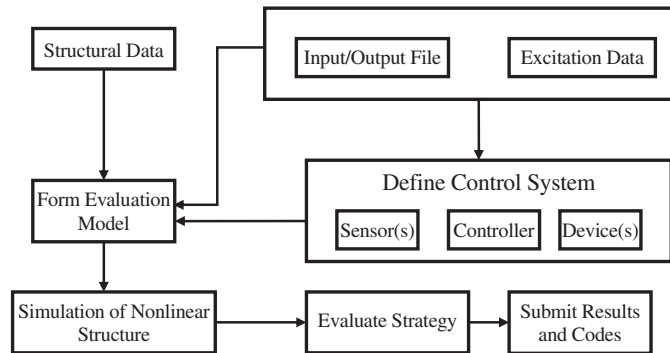 Structural Data
Input/Output File
Excitation Data
Form Evaluation
Model
Define Control System
Sensor(s)
Controller
Device(s)
Simulation of Nonlinear
Structure
Evaluate Strategy
Submit Results
and Codes